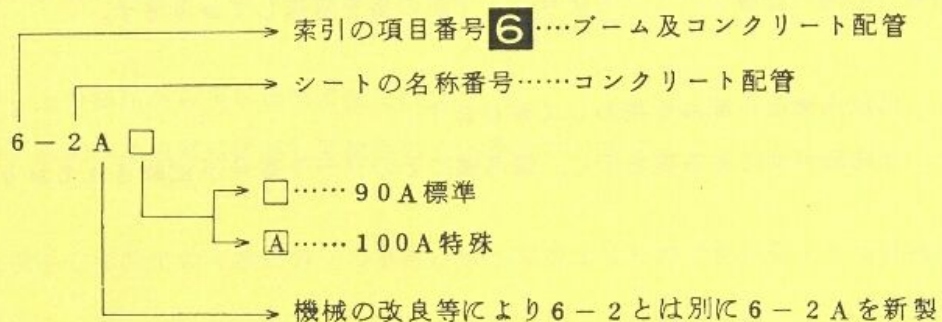 索引の項目番号6‥‥ブーム及コンクリート配管
シートの名称番号‥‥‥コンクリート配管
6－2A□
□‥‥‥90A標準
A‥‥‥100A特殊
機械の改良等により6－2とは別に6－2Aを新製